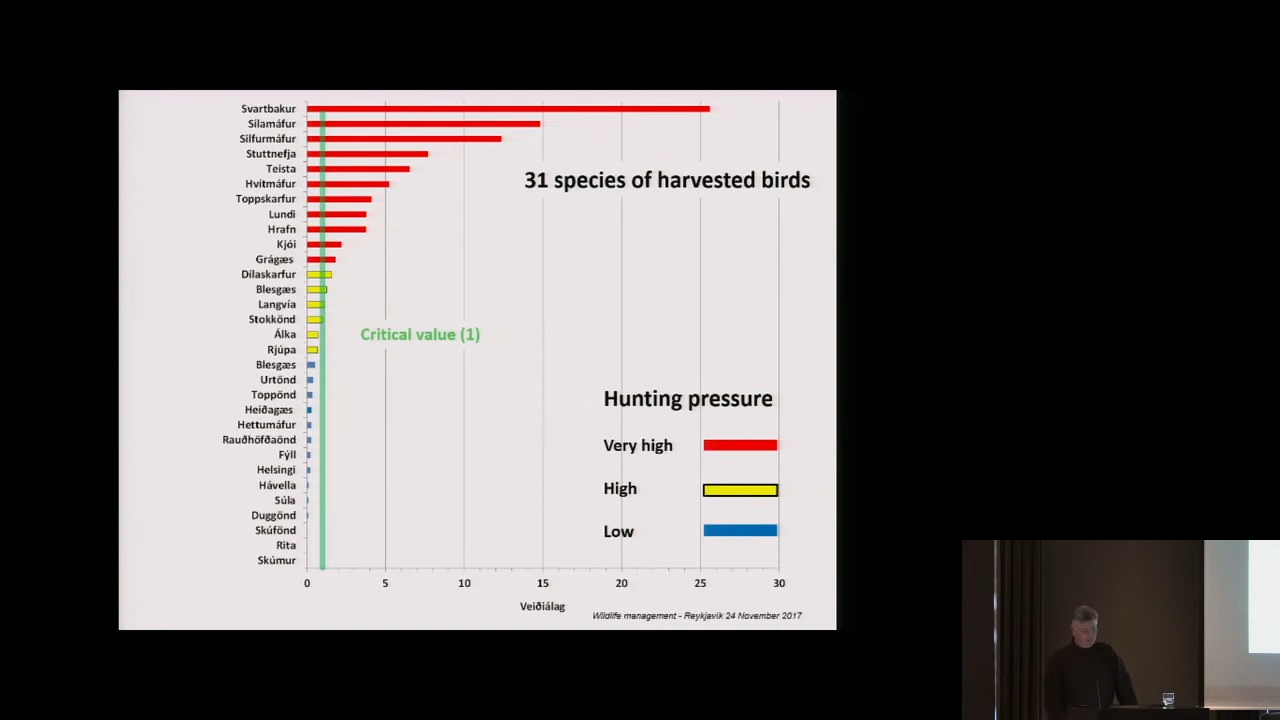 Svartbakur
Sílamáfur
Silfurmáfur
Stuttnefja
Teista
Hvítmáfur
Toppskarfur
Lundi
Hrafn
Kjói
Grágæs
Dílaskarfur
Blesgæs
Langvía
Stokkönd
Álka
Rjúpa
Blesgæs
Urtönd
Toppönd
Heiðagæs
Hettumáfur
Rauðhöfðaönd
Fýll
Helsingi
Hávella
Súla
Duggönd
Skúfönd
Rita
Skúmur
31 species of harvested birds
Critical value (1)
Hunting pressure
Very high
High
Low
0 5 10 15 20 25 30
Veiðiálag
Wildlife management - Reykjavík 24 November 2017